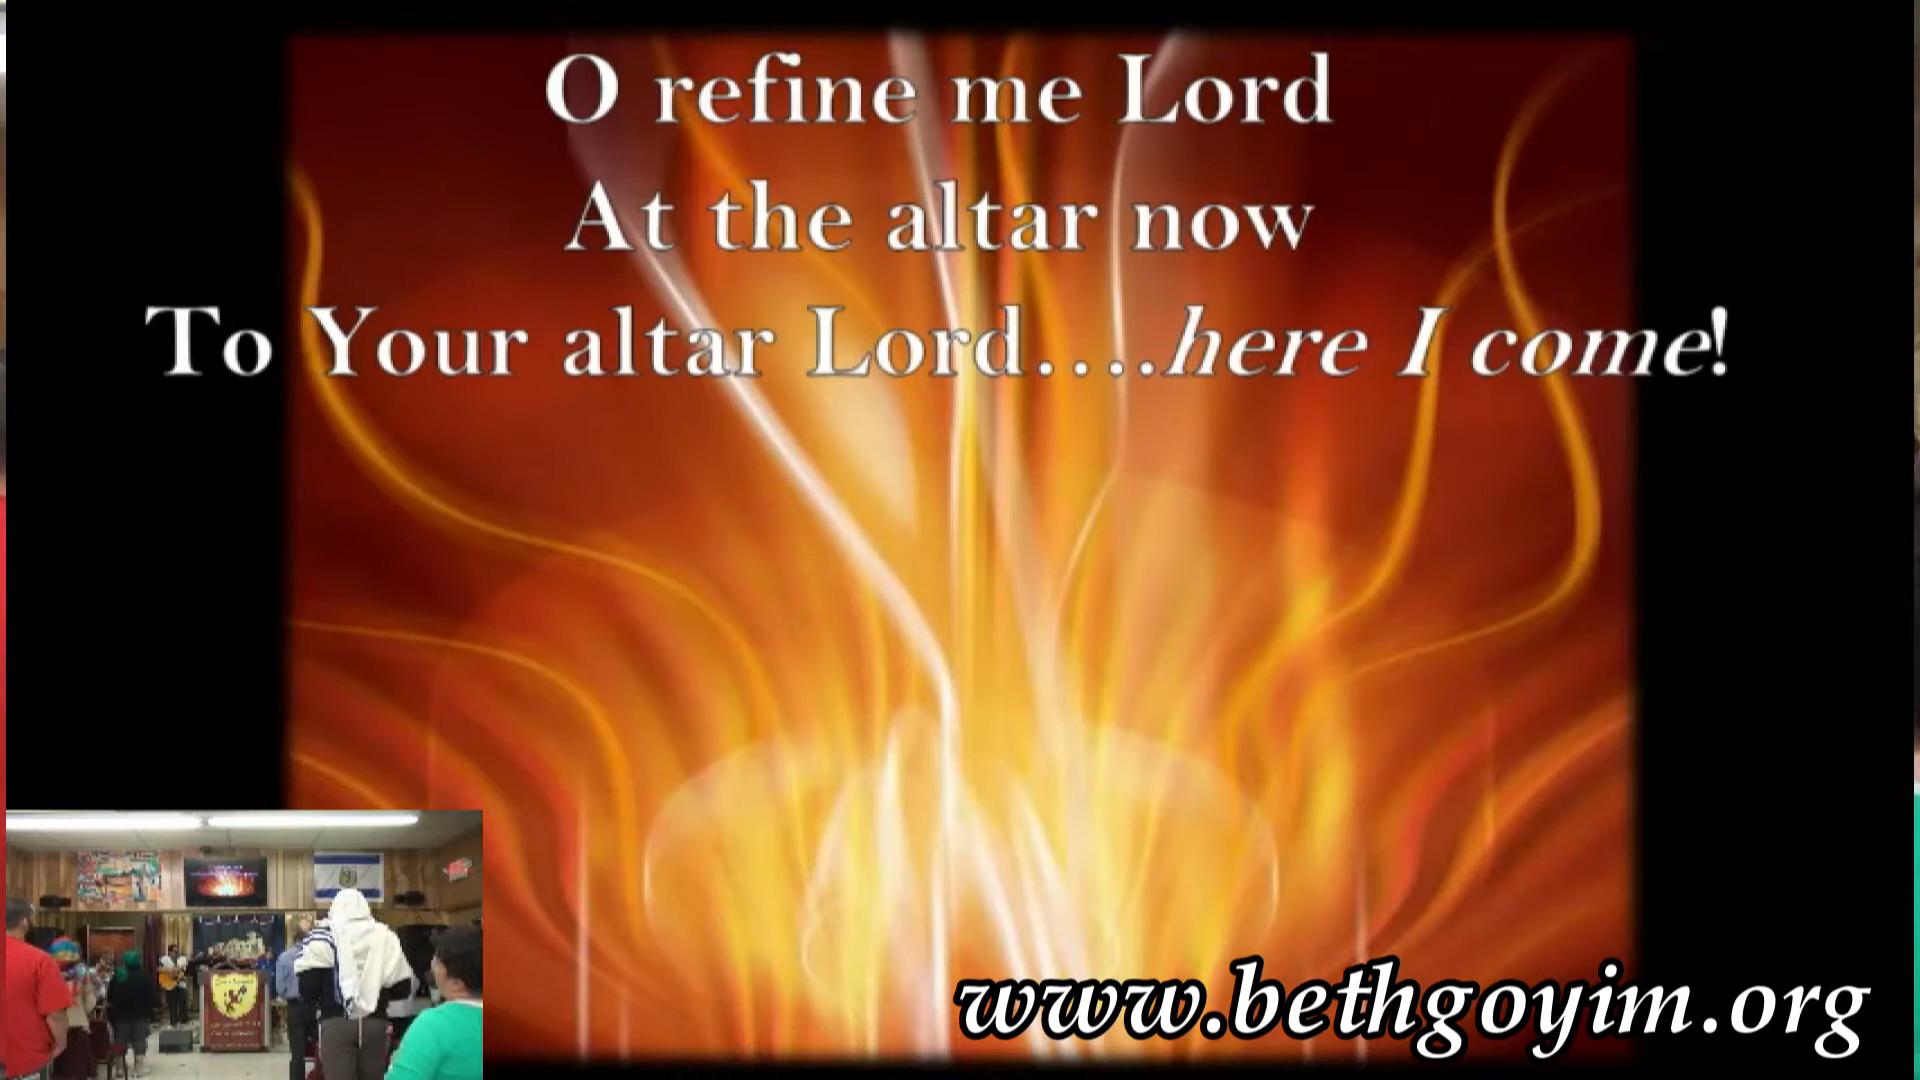 O refine me Lord
At the altar now
To Your altar Lord....here I come!
www.bethgoyim.org